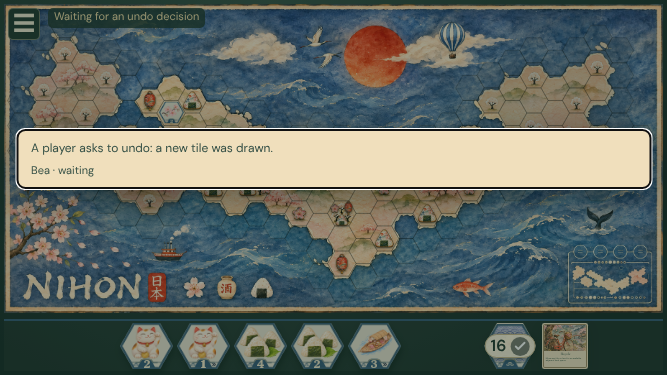 Waiting for an undo decision
A player asks to undo: a new tile was drawn.
Bea · waiting
NIHON 日本
酒
2 1 4 2 3 16